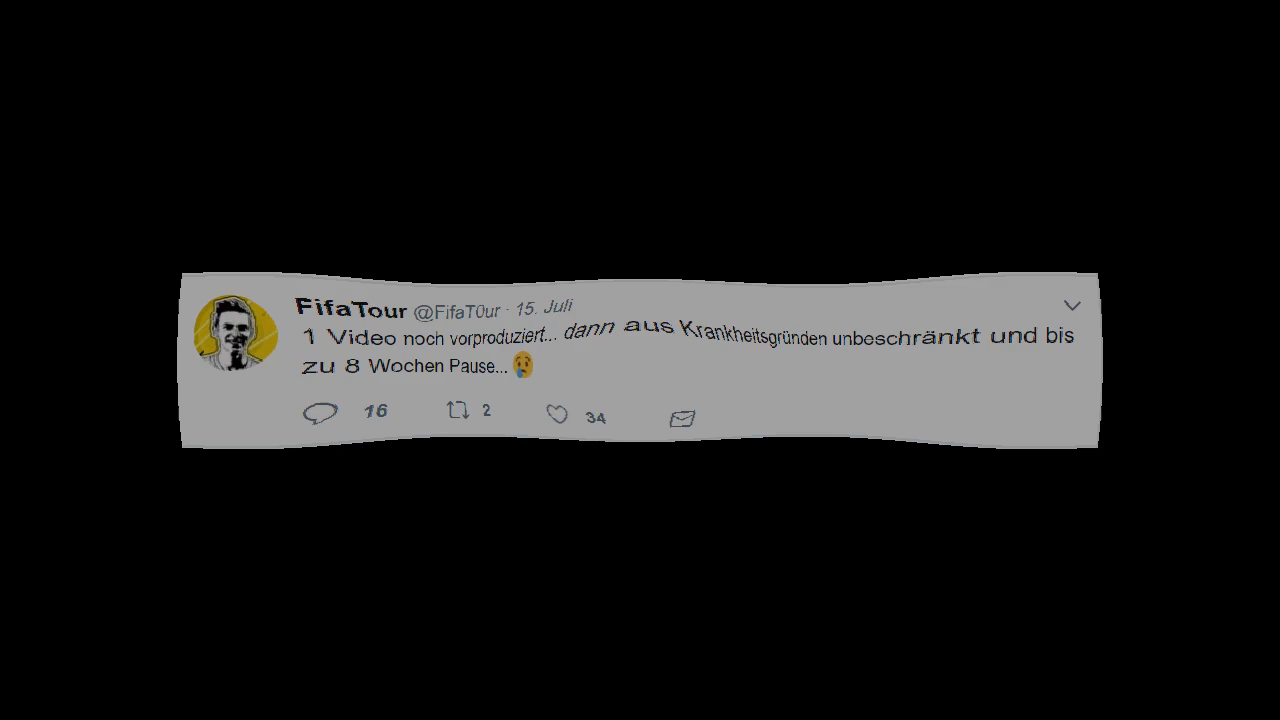 FifaTour @FifaT0ur · 15. Juli
1 Video noch vorproduziert... dann aus Krankheitsgründen unbeschränkt und bis
zu 8 Wochen Pause...😢
16 2 34